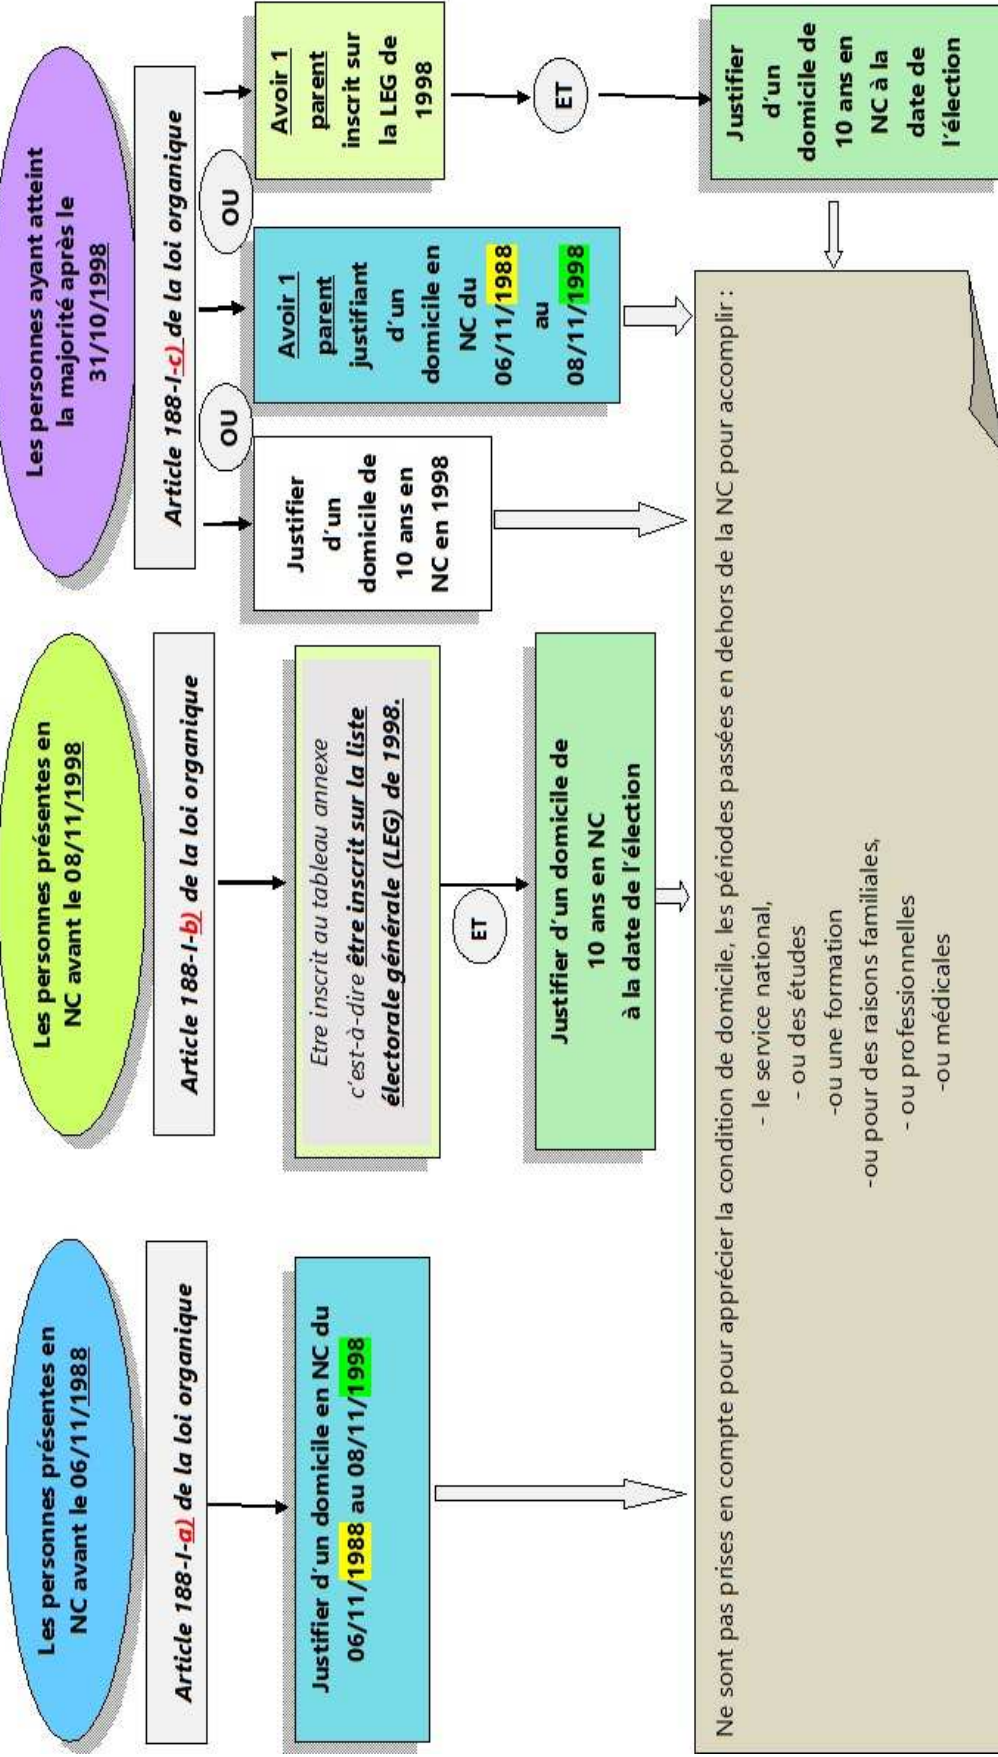 Les personnes présentes en
NC avant le 06/11/1988
Article 188-I-a) de la loi organique
Justifier d'un domicile en NC du
06/11/1988 au 08/11/1998
Les personnes présentes en
NC avant le 08/11/1998
Article 188-I-b) de la loi organique
Etre inscrit au tableau annexe
c'est-à-dire être inscrit sur la liste
électorale générale (LEG) de 1998.
ET
Justifier d'un domicile de
10 ans en NC
à la date de l'élection
Les personnes ayant atteint
la majorité après le
31/10/1998
Article 188-I-c) de la loi organique
Justifier
d'un
domicile de
10 ans en
NC en 1998
OU
Avoir 1
parent
justifiant
d'un
domicile en
NC du
06/11/1988
au
08/11/1998
OU
Avoir 1
parent
inscrit sur
la LEG de
1998
ET
Justifier
d'un
domicile de
10 ans en
NC à la
date de
l'élection
Ne sont pas prises en compte pour apprécier la condition de domicile, les périodes passées en dehors de la NC pour accomplir :
- le service national,
- ou des études
-ou une formation
-ou pour des raisons familiales,
- ou professionnelles
-ou médicales